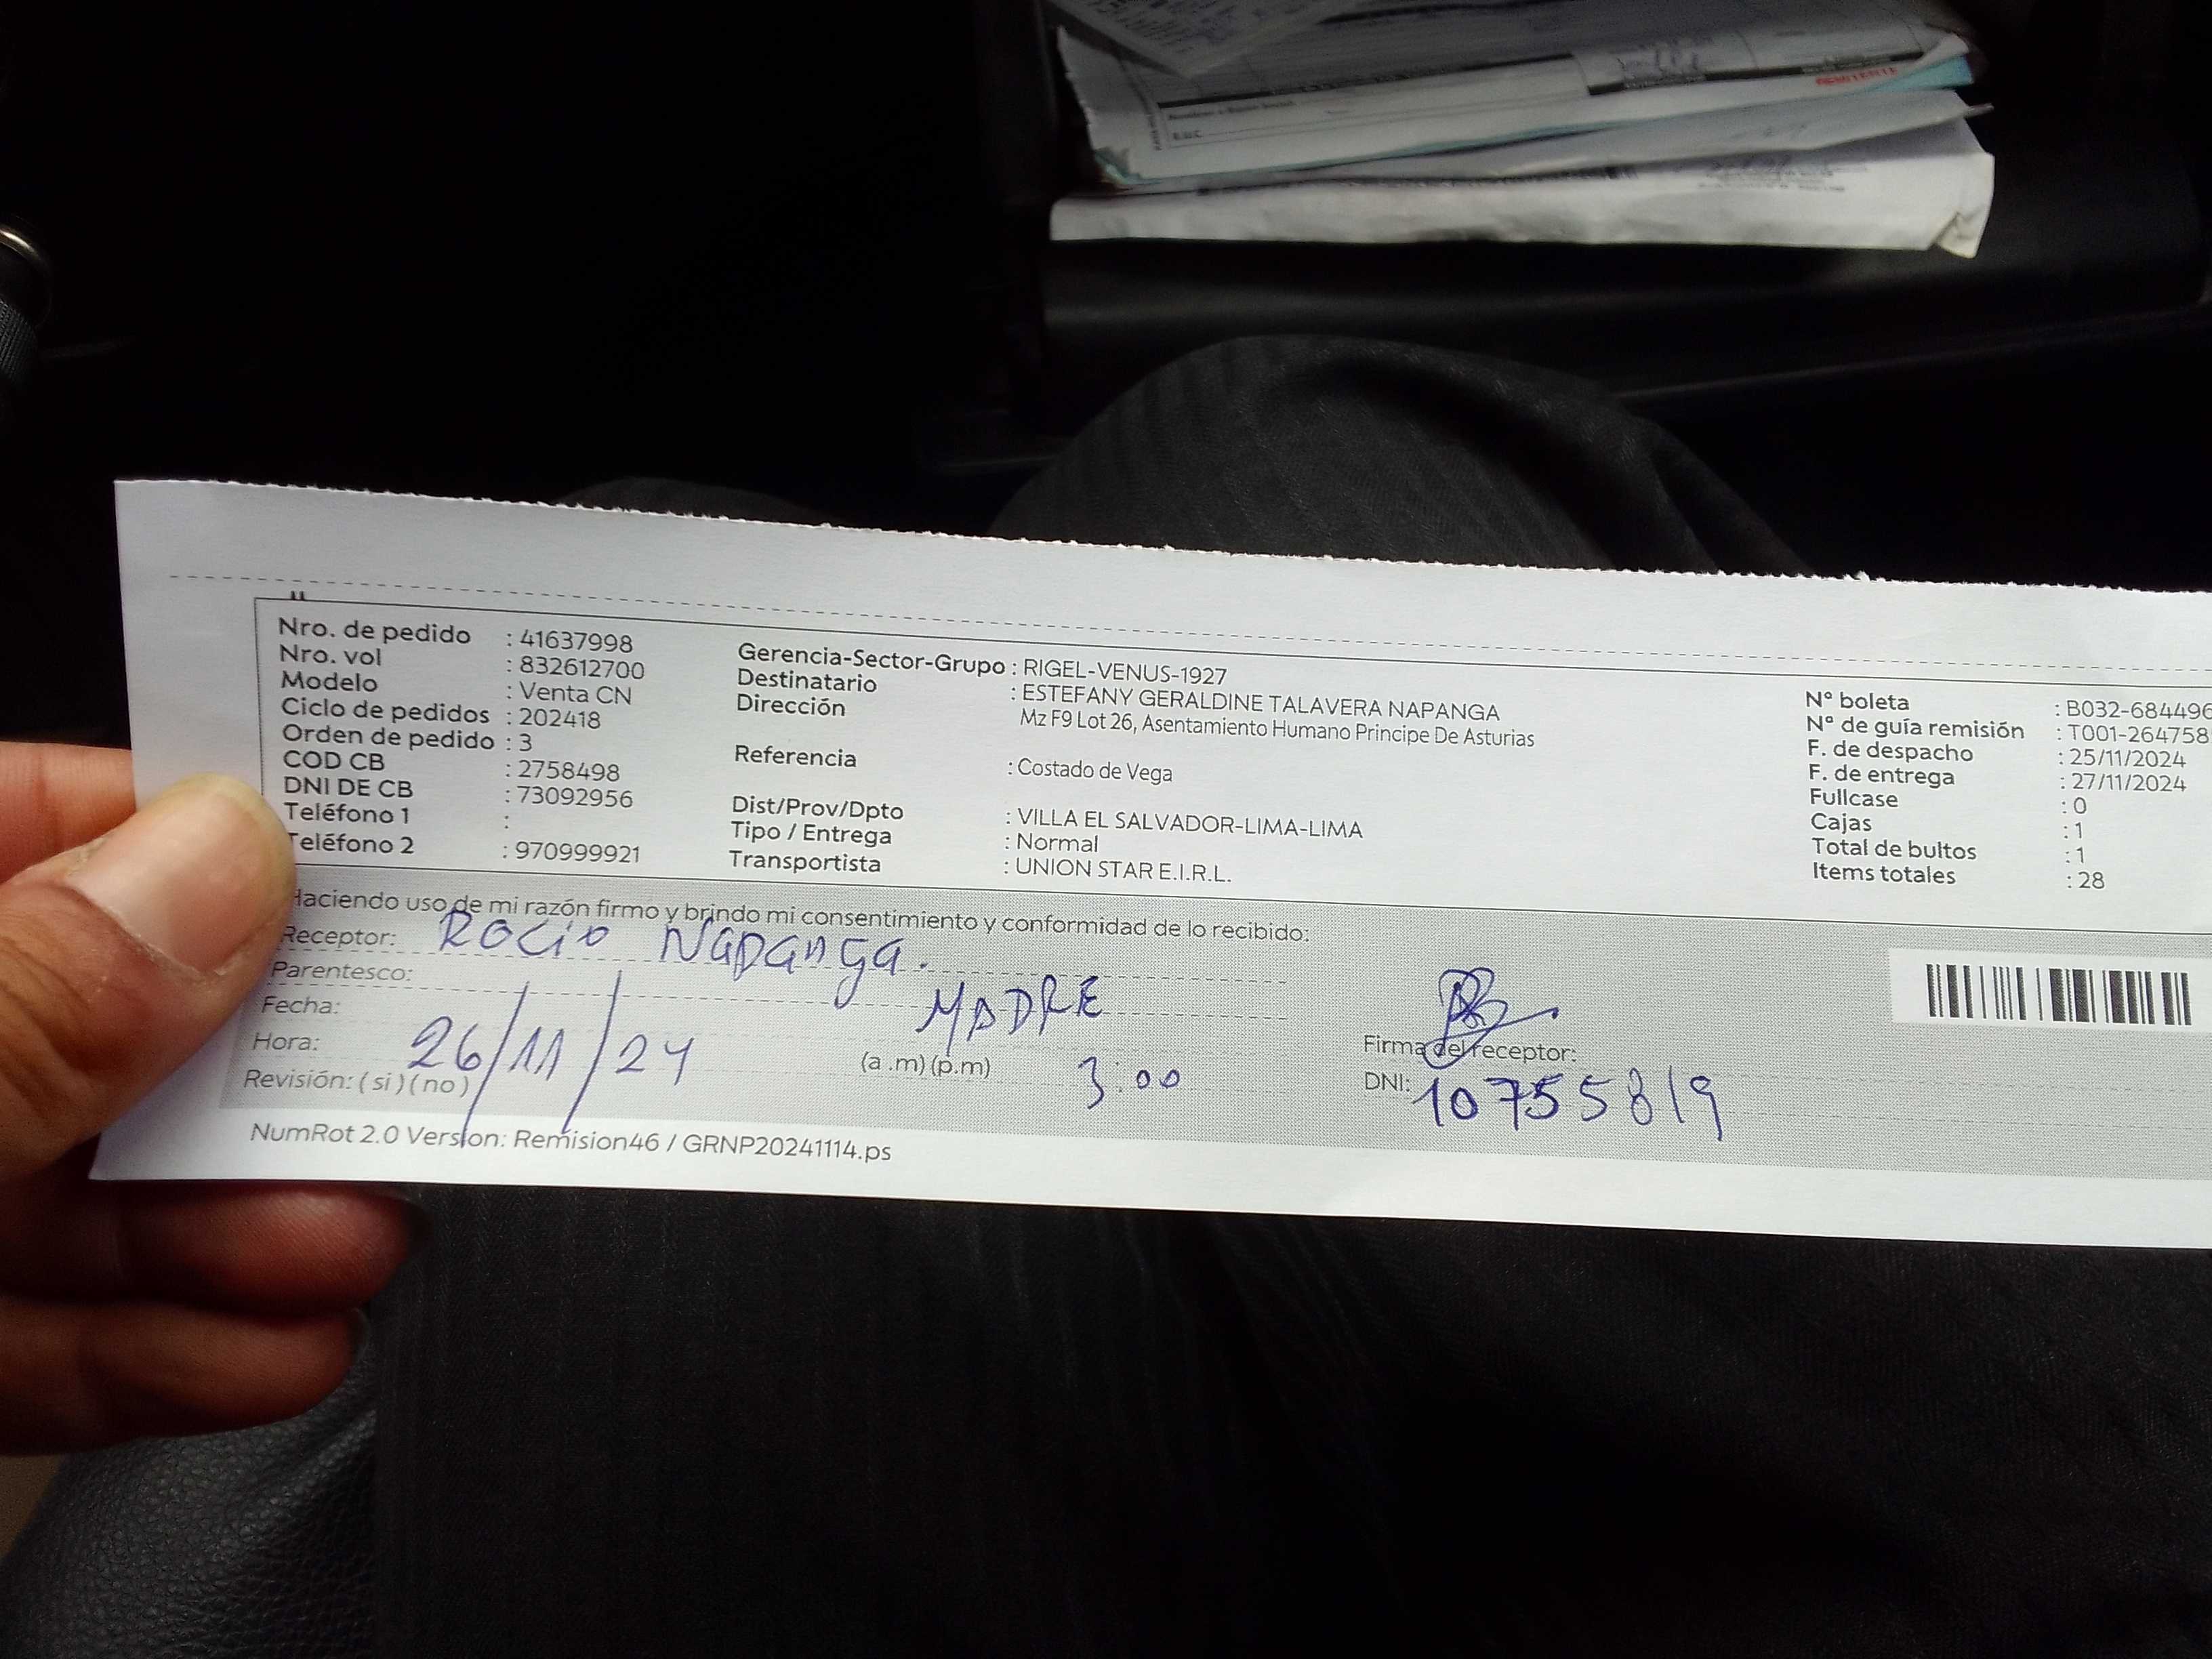 REMITENTE
R.U.C.
Nro. de pedido : 41637998
Nro. vol : 832612700
Modelo : Venta CN
Ciclo de pedidos : 202418
Orden de pedido : 3
COD CB : 2758498
DNI DE CB : 73092956
Teléfono 1 :
eléfono 2 : 970999921
Gerencia-Sector-Grupo : RIGEL-VENUS-1927
Destinatario : ESTEFANY GERALDINE TALAVERA NAPANGA
Dirección Mz F9 Lot 26, Asentamiento Humano Principe De Asturias
Referencia : Costado de Vega
Dist/Prov/Dpto : VILLA EL SALVADOR-LIMA-LIMA
Tipo / Entrega : Normal
Transportista : UNION STAR E.I.R.L.
N° boleta : B032-684496
N° de guía remisión : T001-264758
F. de despacho : 25/11/2024
F. de entrega : 27/11/2024
Fullcase : 0
Cajas : 1
Total de bultos : 1
Items totales : 28
Haciendo uso de mi razón firmo y brindo mi consentimiento y conformidad de lo recibido:
Receptor: ROCIO NAPANGA.
Parentesco: MADRE
Fecha: 26/11/24
Hora: (a.m) (p.m) 3:00
Revisión: ( si ) ( no )
Firma del receptor:
DNI: 10755819
NumRot 2.0 Version: Remision46 / GRNP20241114.ps